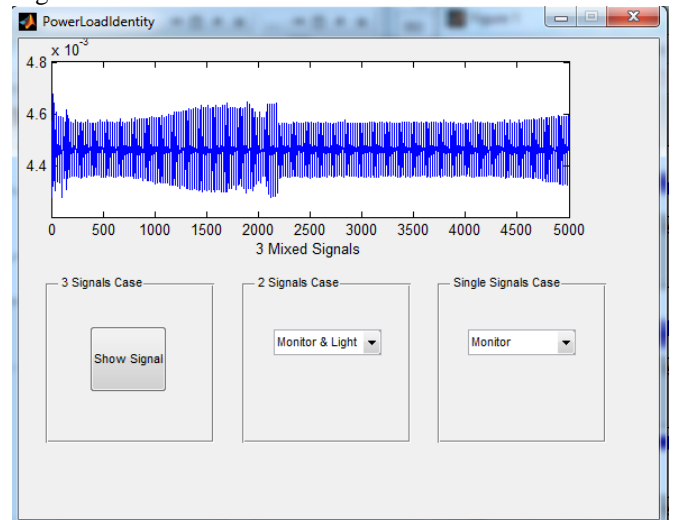 PowerLoadIdentity
x 10^-3
4.8
4.6
4.4
0 500 1000 1500 2000 2500 3000 3500 4000 4500 5000
3 Mixed Signals
3 Signals Case 2 Signals Case Single Signals Case
Show Signal Monitor & Light Monitor